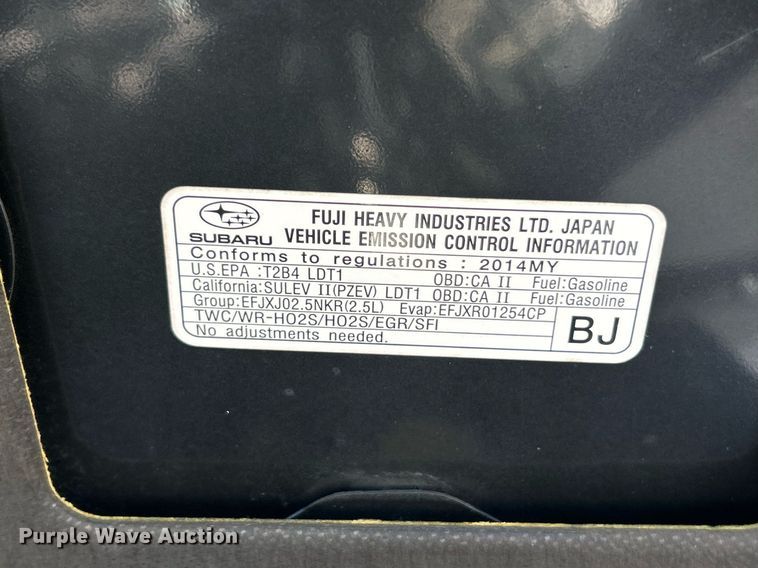 FUJI HEAVY INDUSTRIES LTD. JAPAN
SUBARU VEHICLE EMISSION CONTROL INFORMATION
Conforms to regulations : 2014MY
U.S.EPA :T2B4 LDT1 OBD:CA II Fuel:Gasoline
California:SULEV II(PZEV) LDT1 OBD:CA II Fuel:Gasoline
Group:EFJXJ02.5NKR(2.5L) Evap:EFJXR01254CP
TWC/WR-HO2S/HO2S/EGR/SFI BJ
No adjustments needed.
Purple Wave Auction